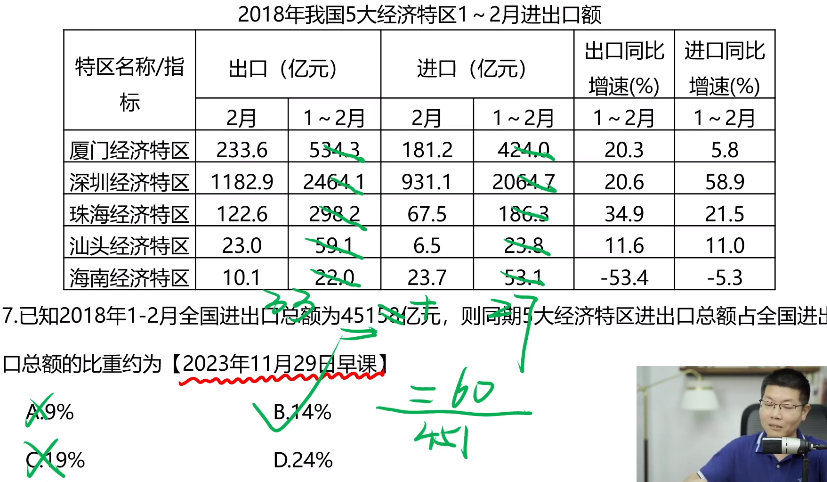 2018年我国5大经济特区1～2月进出口额
特区名称/指标 出口（亿元） 进口（亿元） 出口同比增速(%) 进口同比增速(%)
2月 1～2月 2月 1～2月 1～2月 1～2月
厦门经济特区 233.6 534.3 181.2 424.0 20.3 5.8
深圳经济特区 1182.9 2464.1 931.1 2064.7 20.6 58.9
珠海经济特区 122.6 298.2 67.5 186.3 34.9 21.5
汕头经济特区 23.0 59.1 6.5 23.8 11.6 11.0
海南经济特区 10.1 22.0 23.7 53.1 -53.4 -5.3
33 + 27
7.已知2018年1-2月全国进出口总额为45158亿元，则同期5大经济特区进出口总额占全国进出
口总额的比重约为【2023年11月29日早课】
= 60
451
A.9% B.14%
C.19% D.24%